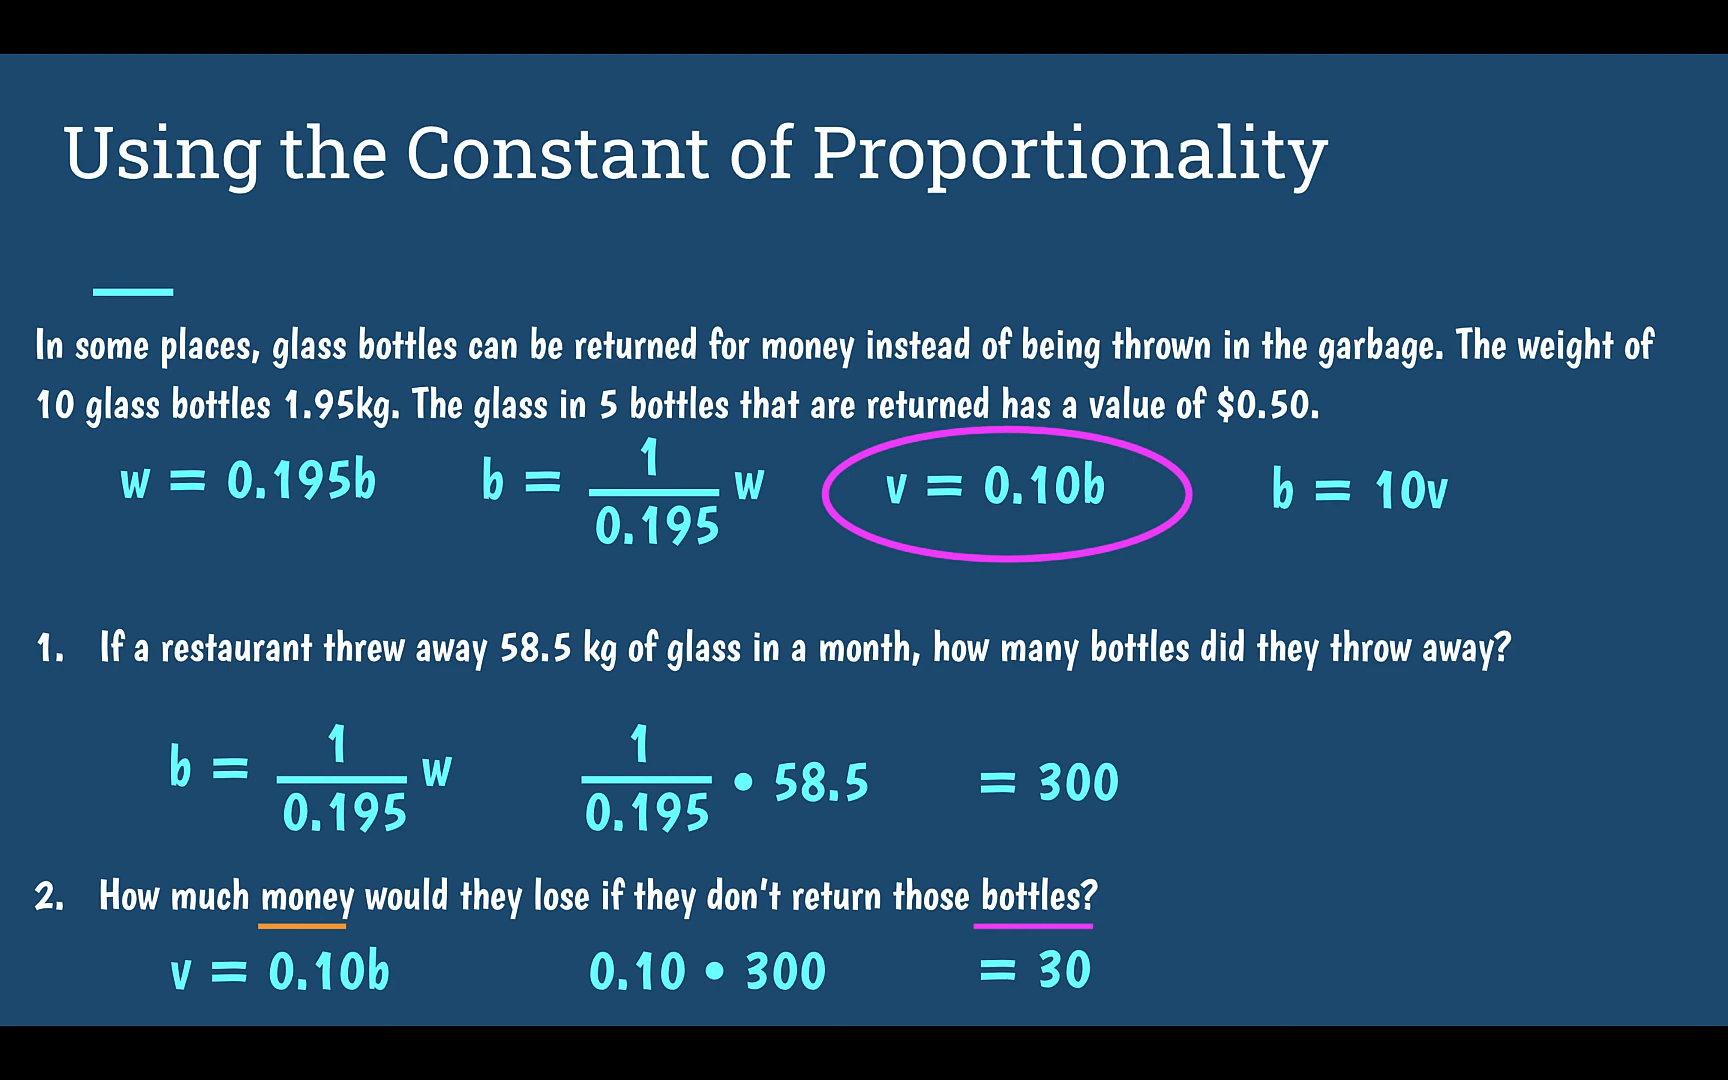 Using the Constant of Proportionality
In some places, glass bottles can be returned for money instead of being thrown in the garbage. The weight of
10 glass bottles 1.95kg. The glass in 5 bottles that are returned has a value of $0.50.
w = 0.195b b = 1/0.195 w v = 0.10b b = 10v
1. If a restaurant threw away 58.5 kg of glass in a month, how many bottles did they throw away?
b = 1/0.195 w 1/0.195 • 58.5 = 300
2. How much money would they lose if they don't return those bottles?
v = 0.10b 0.10 • 300 = 30